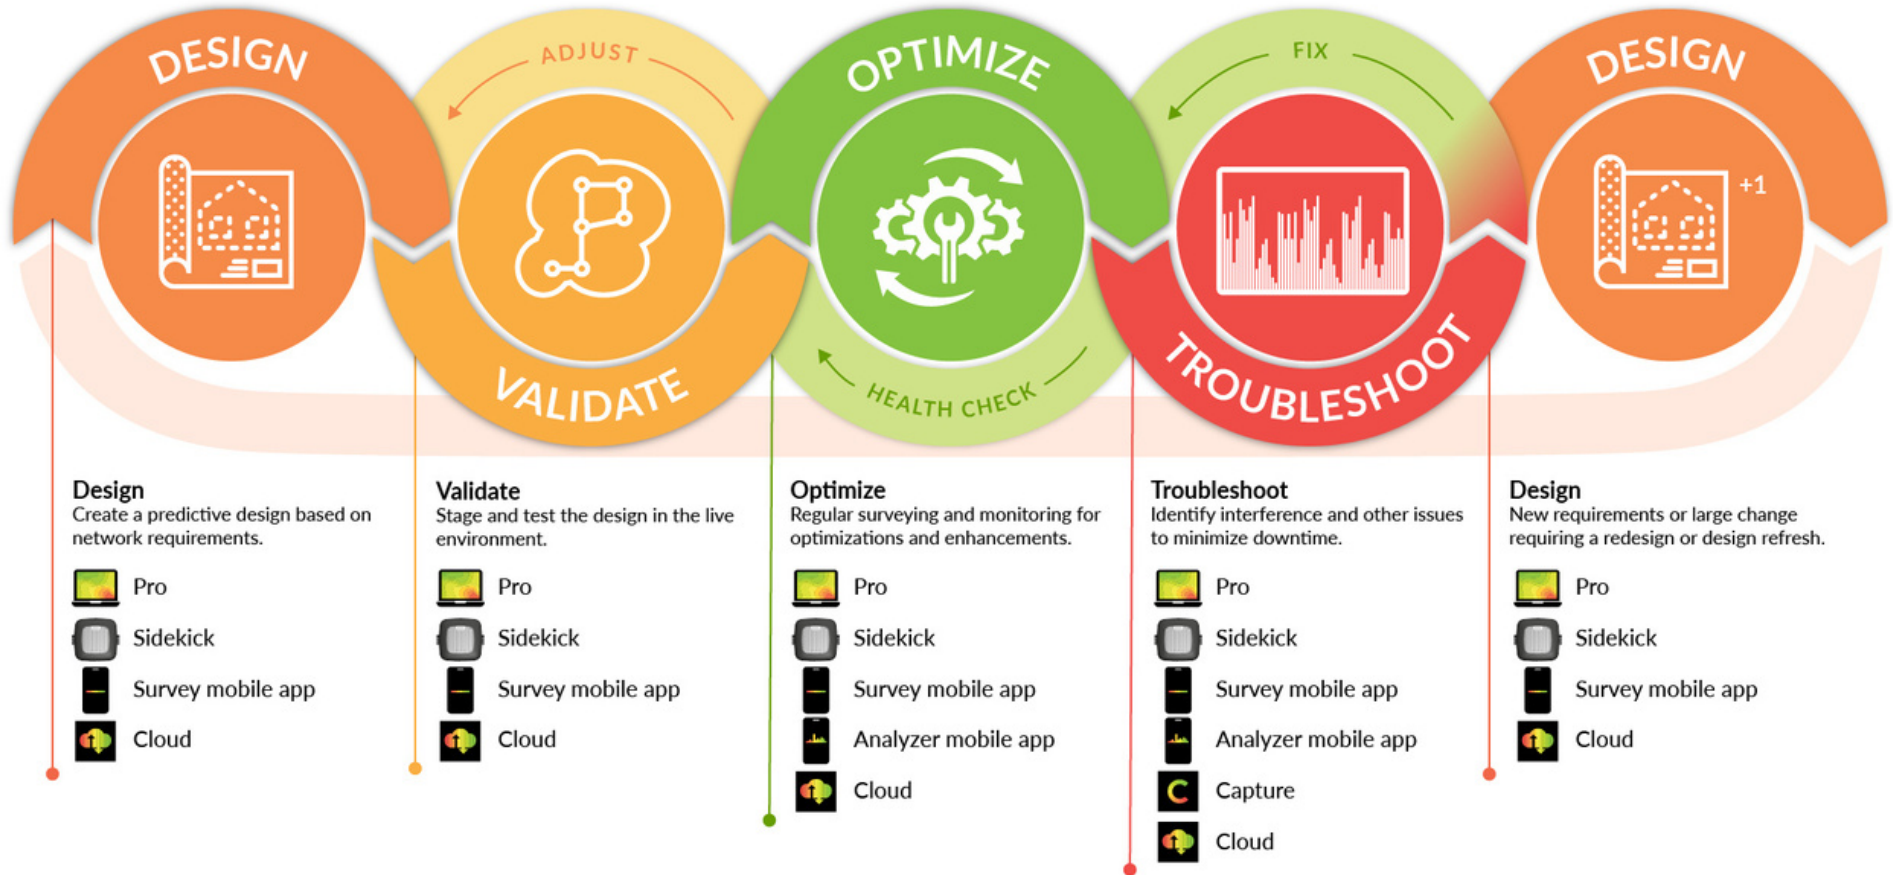 DESIGN
ADJUST
OPTIMIZE
FIX
DESIGN
+1
VALIDATE
HEALTH CHECK
TROUBLESHOOT
Design
Create a predictive design based on
network requirements.
Pro
Sidekick
Survey mobile app
Cloud
Validate
Stage and test the design in the live
environment.
Pro
Sidekick
Survey mobile app
Cloud
Optimize
Regular surveying and monitoring for
optimizations and enhancements.
Pro
Sidekick
Survey mobile app
Analyzer mobile app
Cloud
Troubleshoot
Identify interference and other issues
to minimize downtime.
Pro
Sidekick
Survey mobile app
Analyzer mobile app
Capture
Cloud
Design
New requirements or large change
requiring a redesign or design refresh.
Pro
Sidekick
Survey mobile app
Cloud